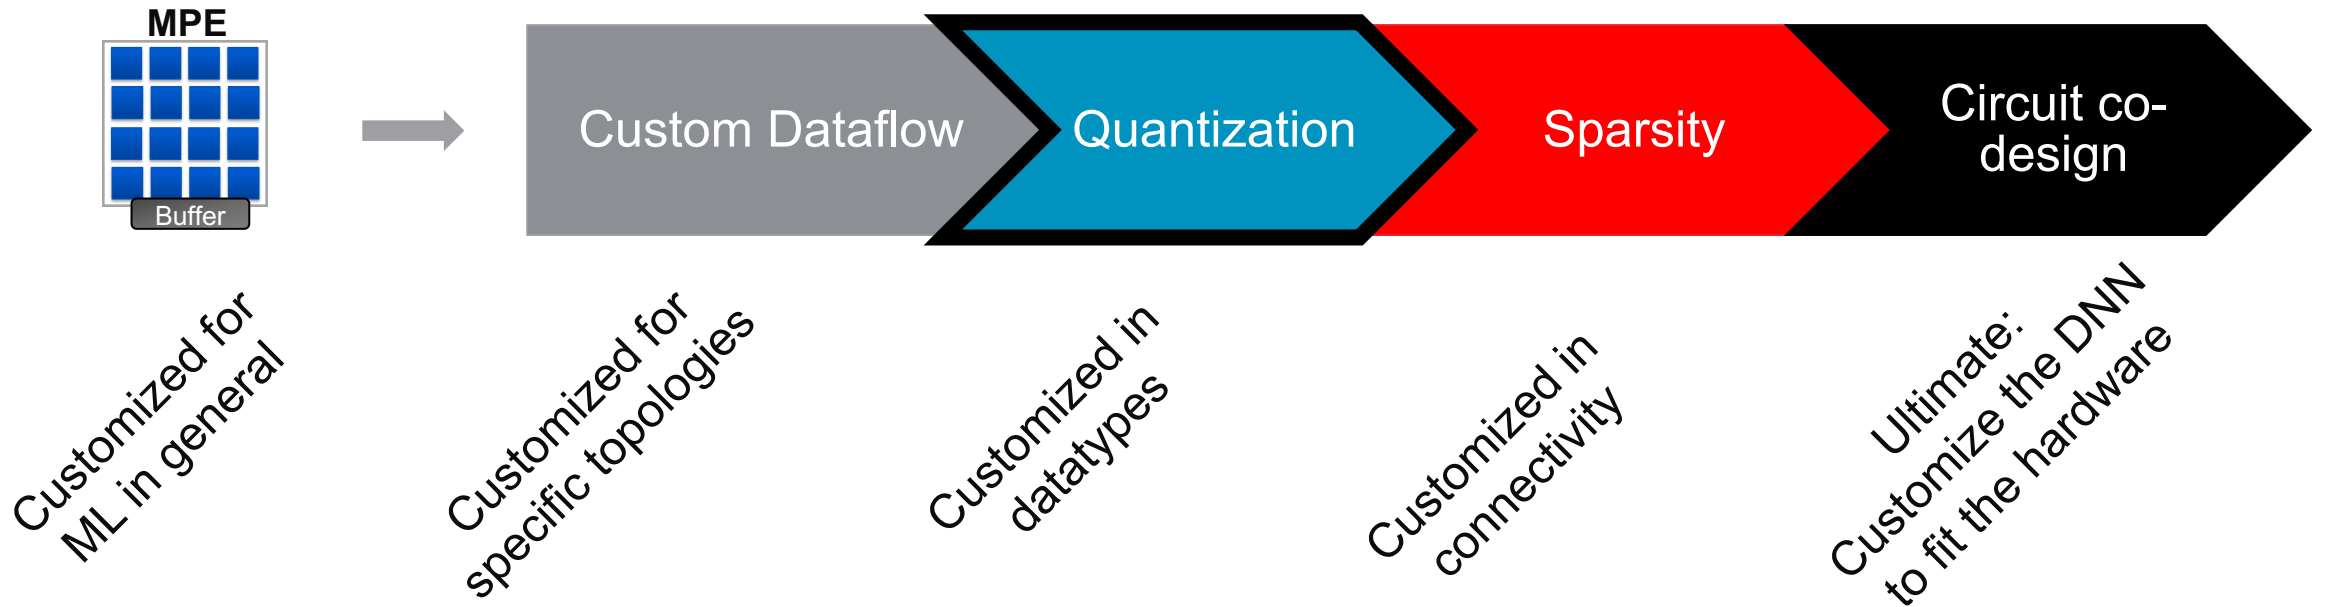 MPE
Buffer
Custom Dataflow
Quantization
Sparsity
Circuit co-
design
Customized for
ML in general
Customized for
specific topologies
Customized in
datatypes
Customized in
connectivity
Ultimate:
Customize the DNN
to fit the hardware